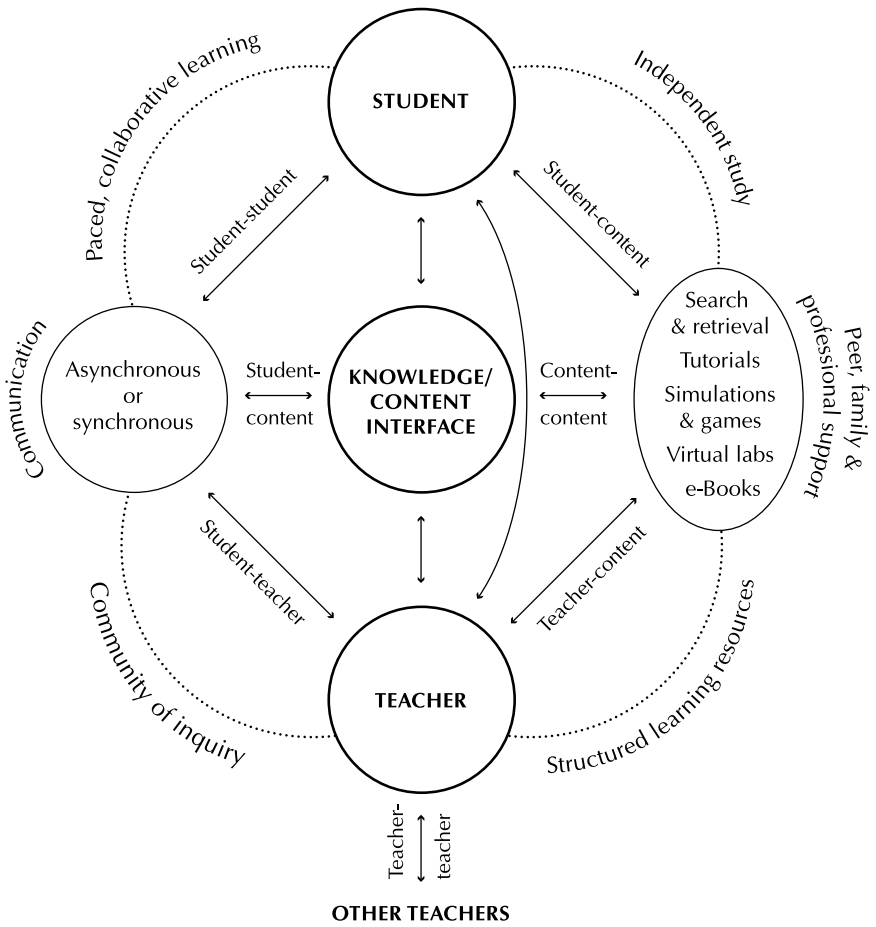 Paced, collaborative learning
STUDENT
Independent study
Student-student
Student-content
Communication
Asynchronous
or
synchronous
Student-
content
KNOWLEDGE/
CONTENT
INTERFACE
Content-
content
Search
& retrieval
Tutorials
Simulations
& games
Virtual labs
e-Books
Peer, family &
professional support
Student-teacher
Teacher-content
Community of inquiry
TEACHER
Structured learning resources
Teacher-
teacher
OTHER TEACHERS